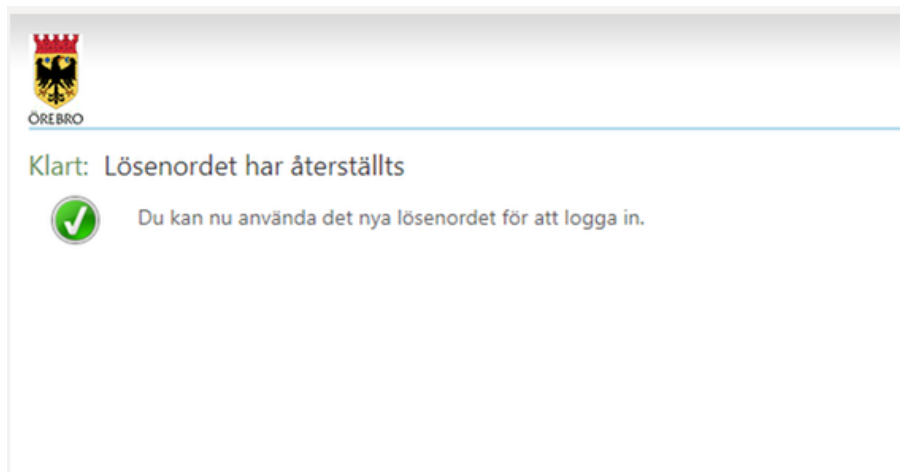 ÖREBRO
Klart: Lösenordet har återställts
Du kan nu använda det nya lösenordet för att logga in.